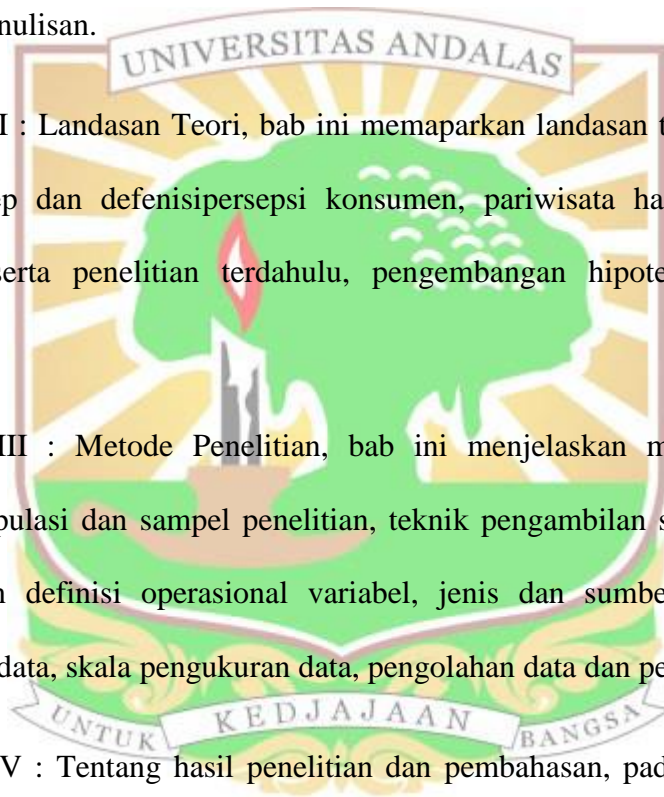 nulisan.
UNIVERSITAS ANDALAS
I : Landasan Teori, bab ini memaparkan landasan t
ep dan defenisipersepsi konsumen, pariwisata ha
serta penelitian terdahulu, pengembangan hipote
III : Metode Penelitian, bab ini menjelaskan m
pulasi dan sampel penelitian, teknik pengambilan s
n definisi operasional variabel, jenis dan sumbe
data, skala pengukuran data, pengolahan data dan pe
UNTUK KEDJAJAAN BANGSA
V : Tentang hasil penelitian dan pembahasan, pad